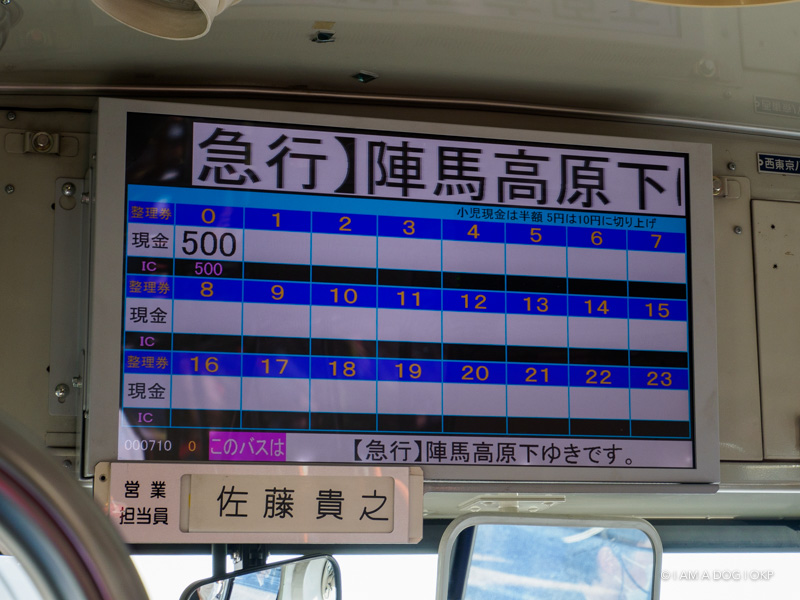 急行】陣馬高原下
小児現金は半額 5円は10円に切り上げ
整理券 0 1 2 3 4 5 6 7
現金 500
IC 500
整理券 8 9 10 11 12 13 14 15
現金
IC
整理券 16 17 18 19 20 21 22 23
現金
IC
000710 0 このバスは 【急行】陣馬高原下ゆきです。
営業
担当員 佐藤貴之
西東京バ
© I AM A DOG | OKP